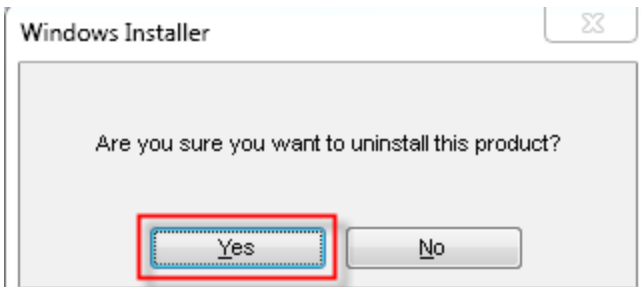 Windows Installer
Are you sure you want to uninstall this product?
Yes
No